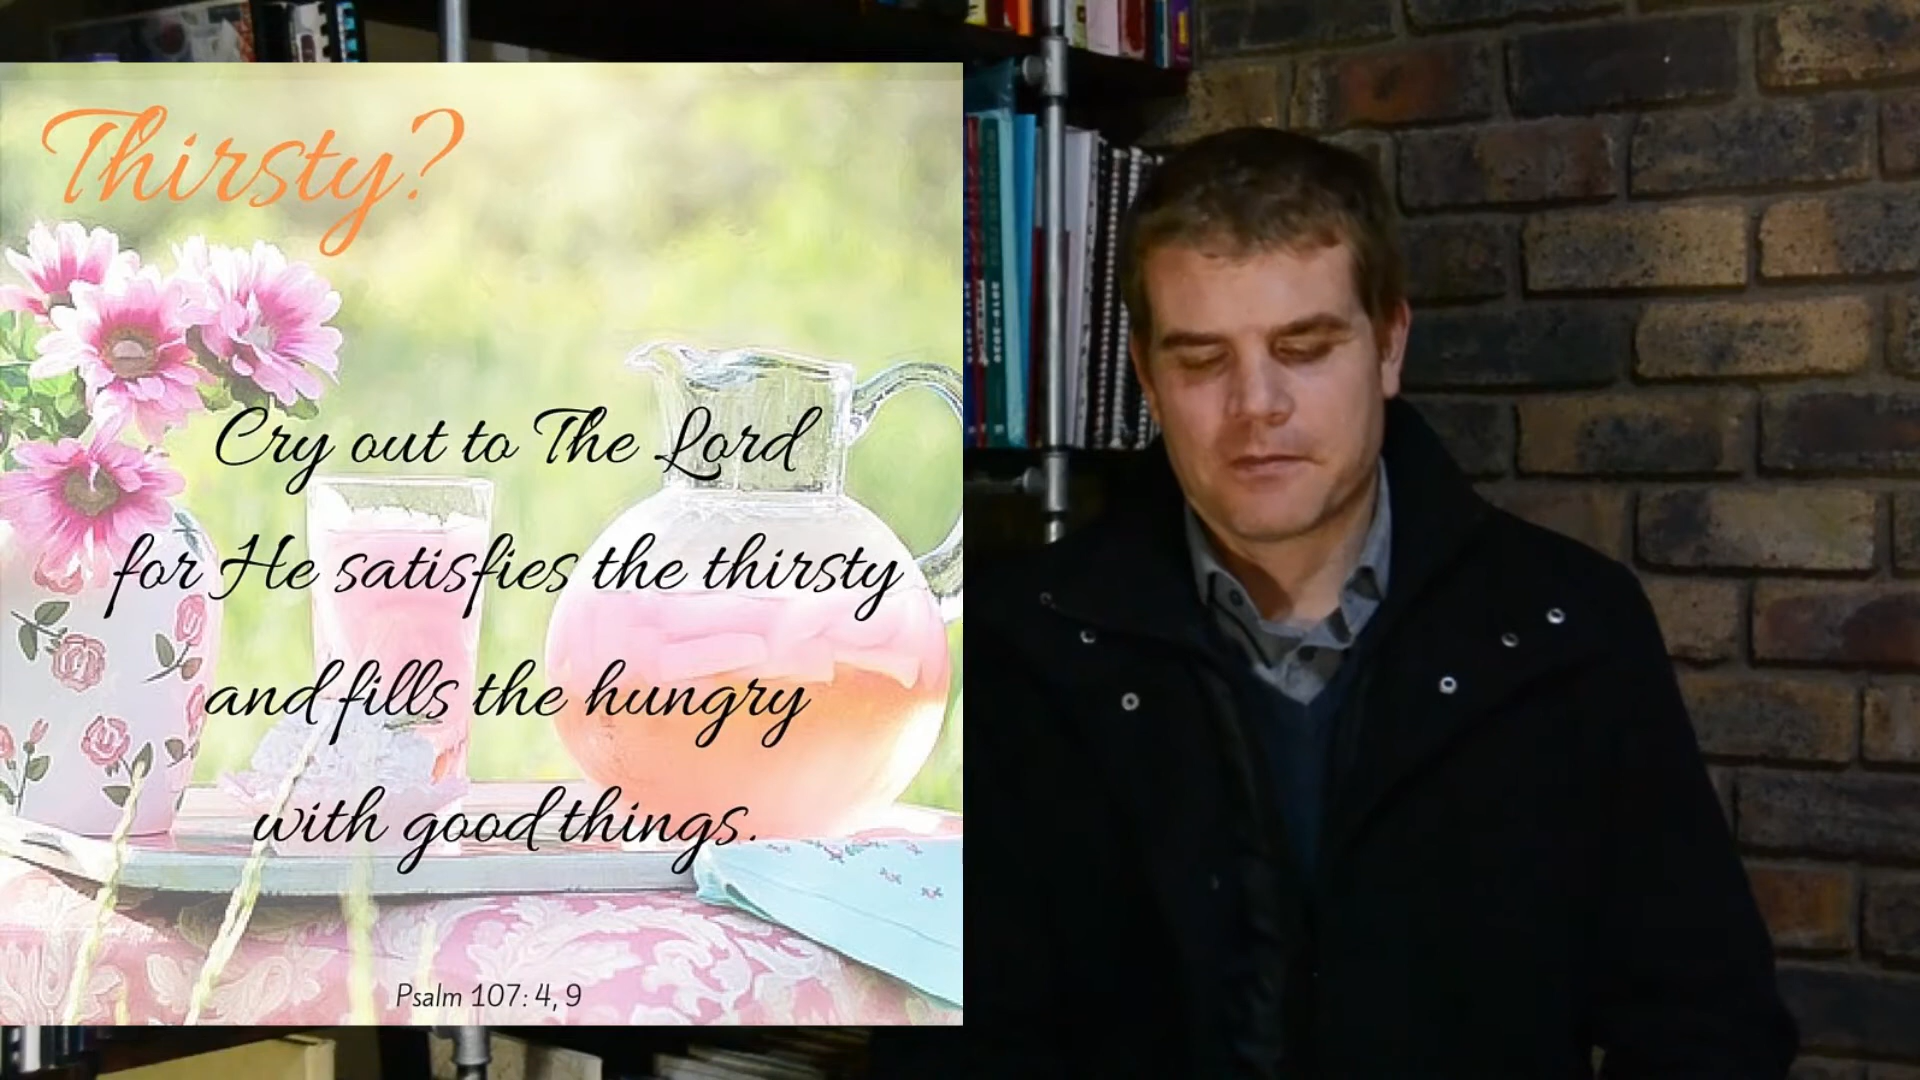 Thirsty?
Cry out to The Lord
for He satisfies the thirsty
and fills the hungry
with good things.
Psalm 107: 4, 9